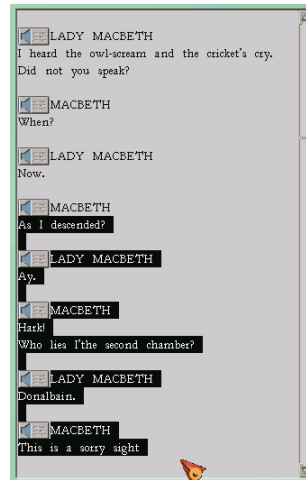 LADY MACBETH
I heard the owl-scream and the cricket's cry.
Did not you speak?
MACBETH
When?
LADY MACBETH
Now.
MACBETH
As I descended?
LADY MACBETH
Ay.
MACBETH
Hark!
Who lies I'the second chamber?
LADY MACBETH
Donalbain.
MACBETH
This is a sorry sight